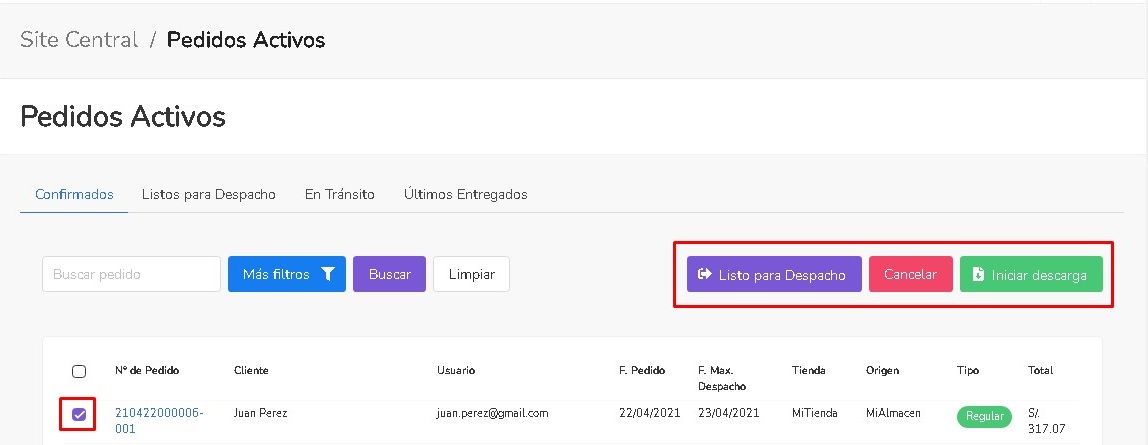 Site Central / Pedidos Activos
Pedidos Activos
Confirmados Listos para Despacho En Tránsito Últimos Entregados
Buscar pedido Más filtros Buscar Limpiar Listo para Despacho Cancelar Iniciar descarga
N° de Pedido Cliente Usuario F. Pedido F. Max. Tienda Origen Tipo Total
Despacho
210422000006- Juan Perez juan.perez@gmail.com 22/04/2021 23/04/2021 MiTienda MiAlmacen Regular S/.
001 317.07